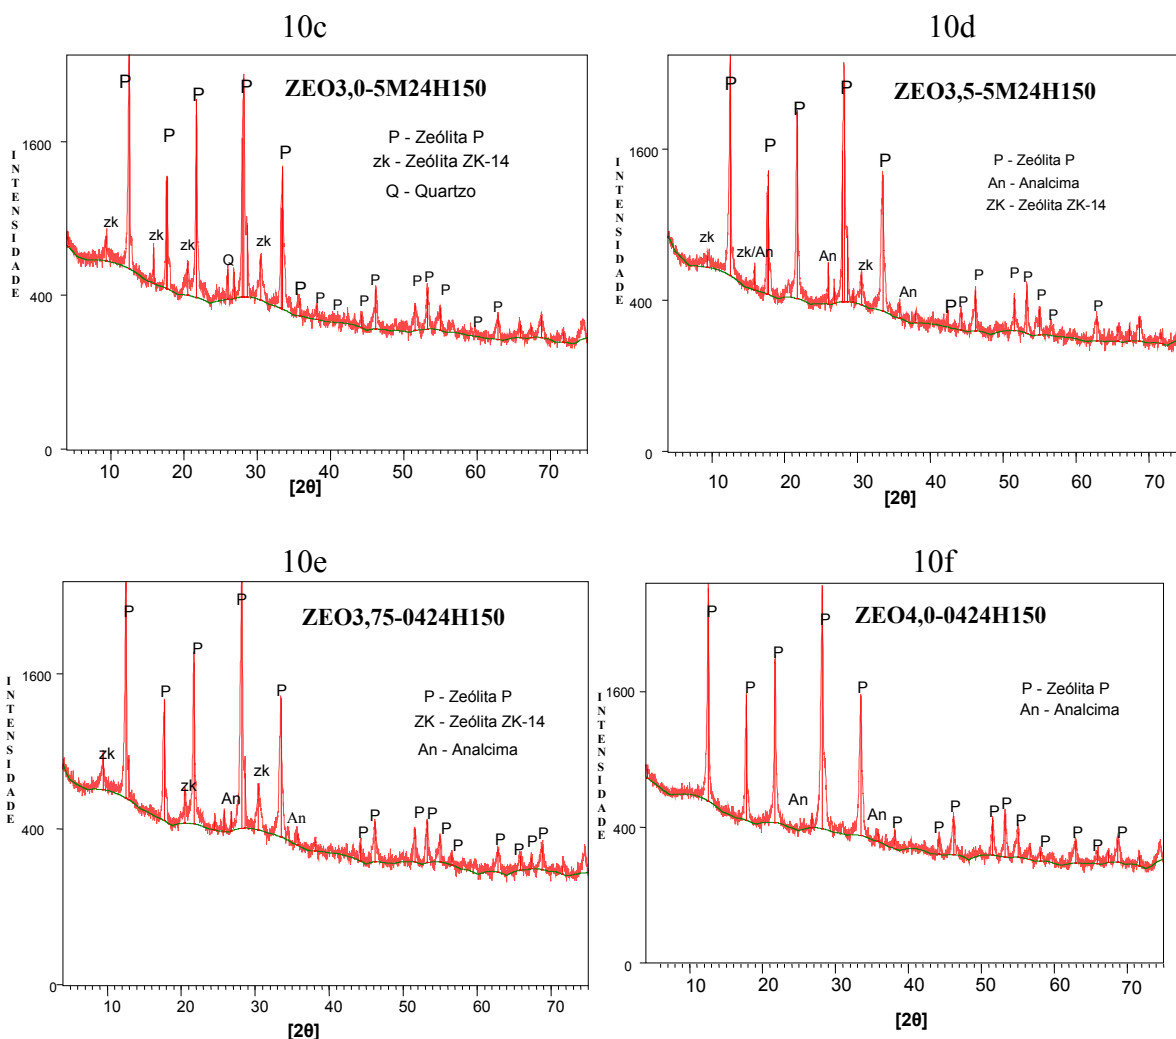 10c
ZEO3,0-5M24H150
P - Zeólita P
zk - Zeólita ZK-14
Q - Quartzo
INTENSIDADE
1600
400
0
P
P
P
P
P
zk
zk
zk
Q
zk
P
P
P
P
P
P
P
P
P
P
10 20 30 40 50 60 70
[2θ]
10d
ZEO3,5-5M24H150
P - Zeólita P
An - Analcima
ZK - Zeólita ZK-14
1600
400
0
P
P
P
P
P
zk
zk/An
An
zk
An
P
P
P
P
P
P
P
P
10 20 30 40 50 60 70
[2θ]
10e
ZEO3,75-0424H150
P - Zeólita P
ZK - Zeólita ZK-14
An - Analcima
INTENSIDADE
1600
400
0
P
P
P
P
P
zk
zk
An
zk
An
P
P
P
P
P
P
P
P
P
P
10 20 30 40 50 60 70
[2θ]
10f
ZEO4,0-0424H150
P - Zeólita P
An - Analcima
INTENSIDADE
1600
400
0
P
P
P
P
P
An
An
P
P
P
P
P
P
P
P
P
P
10 20 30 40 50 60 70
[2θ]